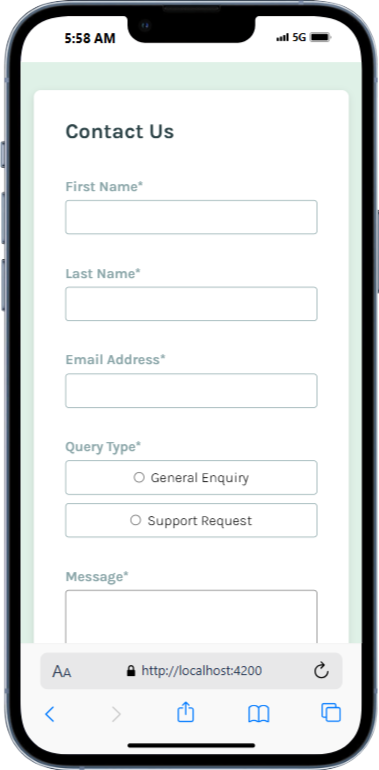 5:58 AM
5G
Contact Us
First Name*
Last Name*
Email Address*
Query Type*
General Enquiry
Support Request
Message*
AA
http://localhost:4200